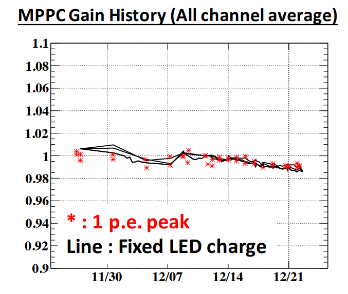 MPPC Gain History (All channel average)
1.1
1.08
1.06
1.04
1.02
1
0.98
0.96
0.94
* : 1 p.e. peak
0.92
Line : Fixed LED charge
0.9
11/30 12/07 12/14 12/21